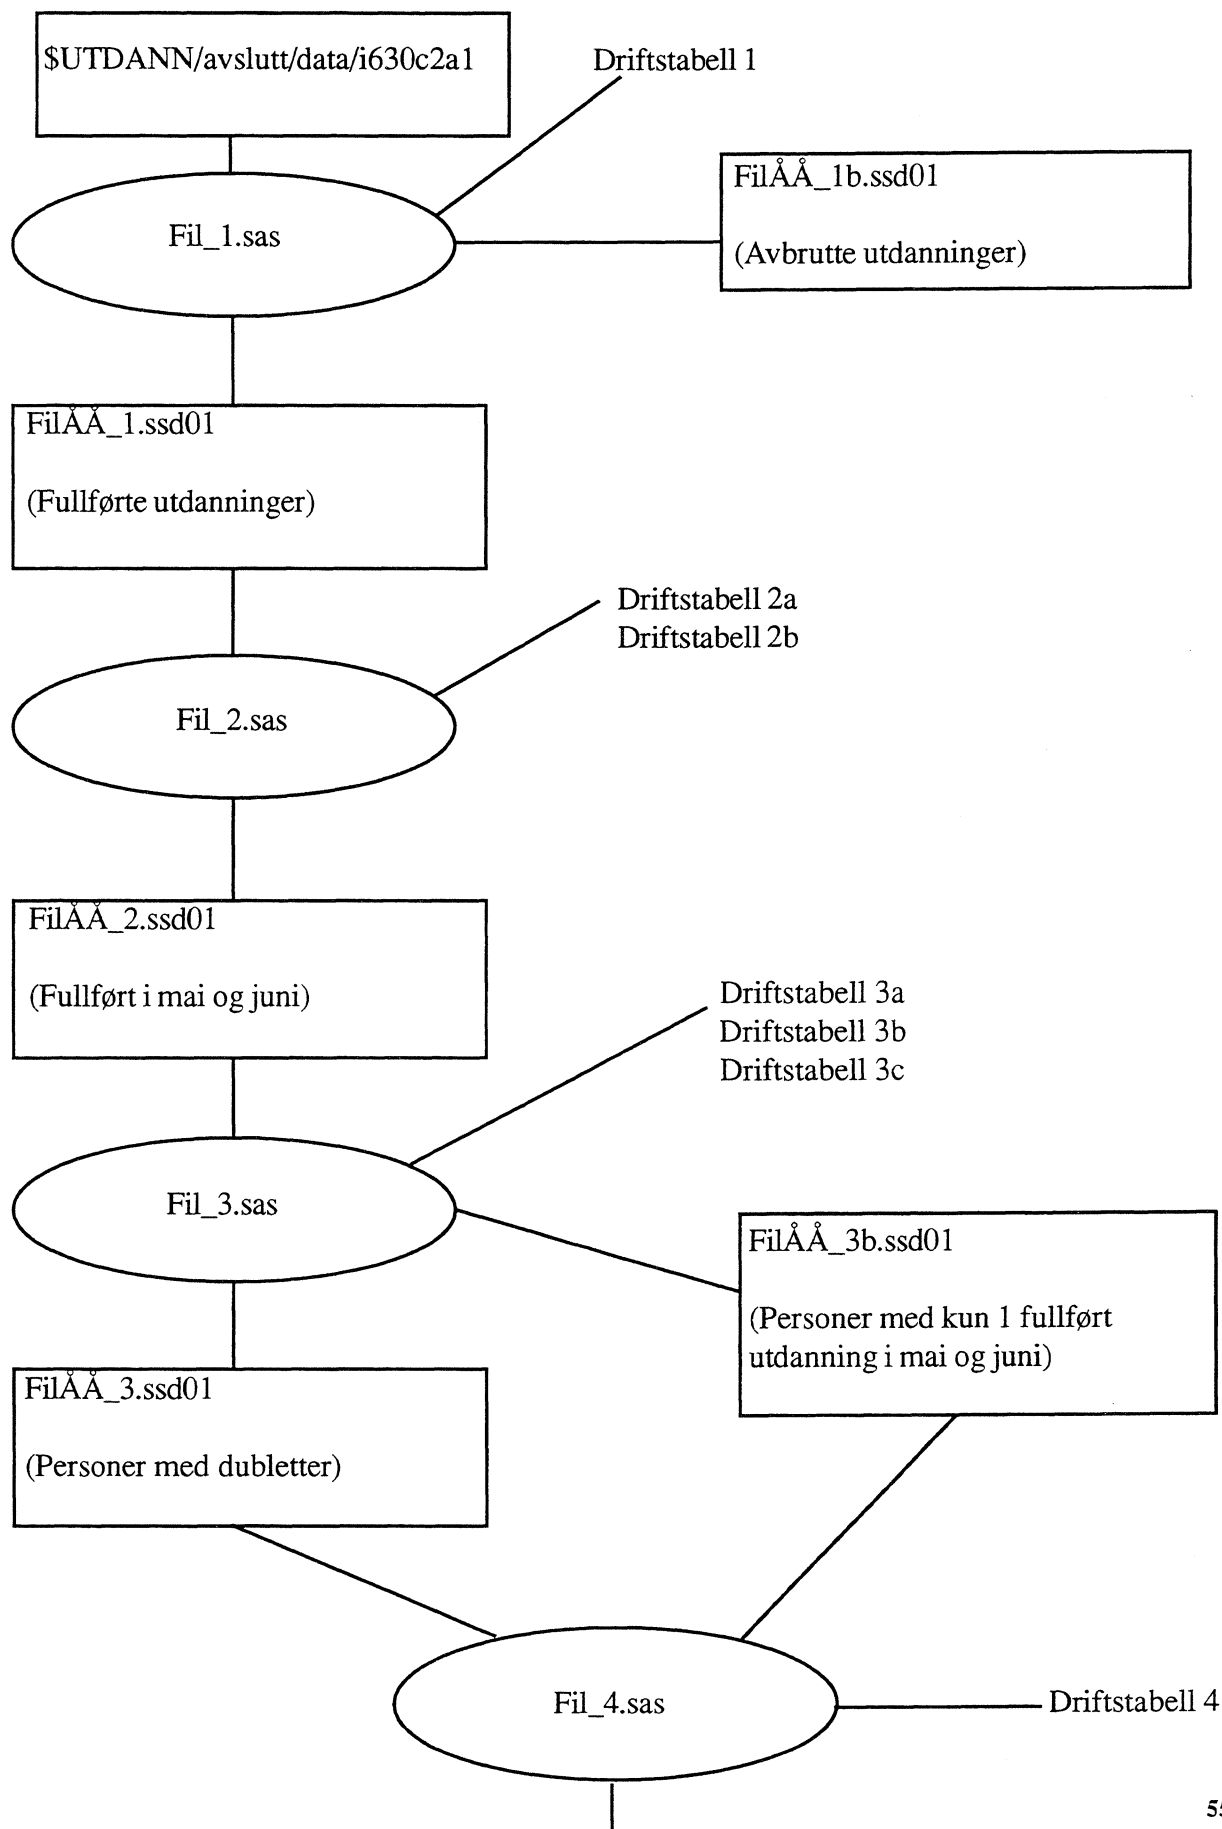 $UTDANN/avslutt/data/i630c2a1
Driftstabell 1
FilÅÅ_1b.ssd01
(Avbrutte utdanninger)
Fil_1.sas
FilÅÅ_1.ssd01
(Fullførte utdanninger)
Driftstabell 2a
Driftstabell 2b
Fil_2.sas
FilÅÅ_2.ssd01
(Fullført i mai og juni)
Driftstabell 3a
Driftstabell 3b
Driftstabell 3c
Fil_3.sas
FilÅÅ_3b.ssd01
(Personer med kun 1 fullført
utdanning i mai og juni)
FilÅÅ_3.ssd01
(Personer med dubletter)
Fil_4.sas
Driftstabell 4
55